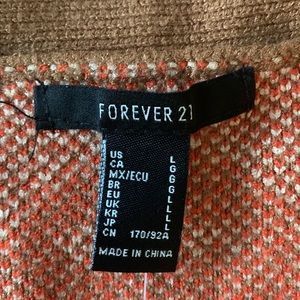 FOREVER 21
US L
CA G
MX/ECU G
BR G
EU L
UK L
KR L
JP L
CN 170/92A
MADE IN CHINA